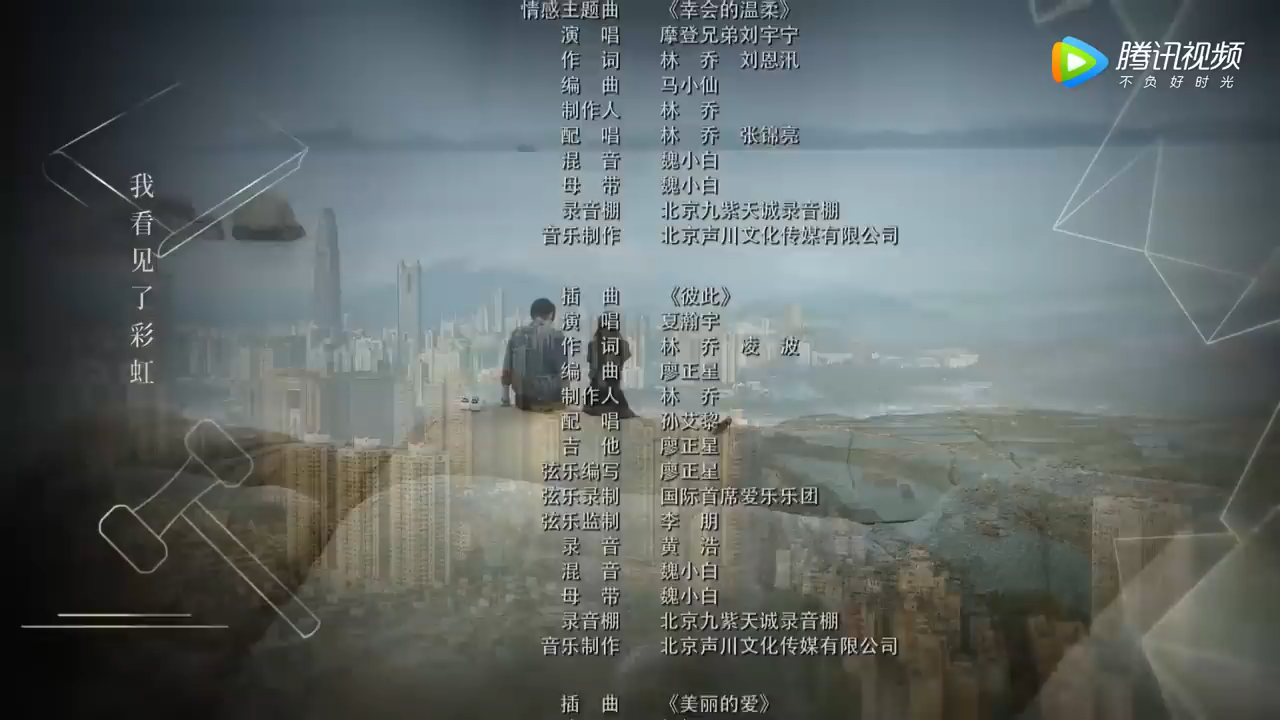 情感主题曲 《幸会的温柔》
演 唱 摩登兄弟刘宇宁
作 词 林 乔 刘恩汛
编 曲 马小仙
制作人 林 乔
配 唱 林 乔 张锦亮
混 音 魏小白
母 带 魏小白
录音棚 北京九紫天诚录音棚
音乐制作 北京声川文化传媒有限公司
插 曲 《彼此》
演 唱 夏瀚宇
作 词 林 乔 凌 波
编 曲 廖正星
制作人 林 乔
配 唱 孙艾黎
吉 他 廖正星
弦乐编写 廖正星
弦乐录制 国际首席爱乐乐团
弦乐监制 李 朋
录 音 黄 浩
混 音 魏小白
母 带 魏小白
录音棚 北京九紫天诚录音棚
音乐制作 北京声川文化传媒有限公司
插 曲 《美丽的爱》
我看见了彩虹
腾讯视频
不负好时光